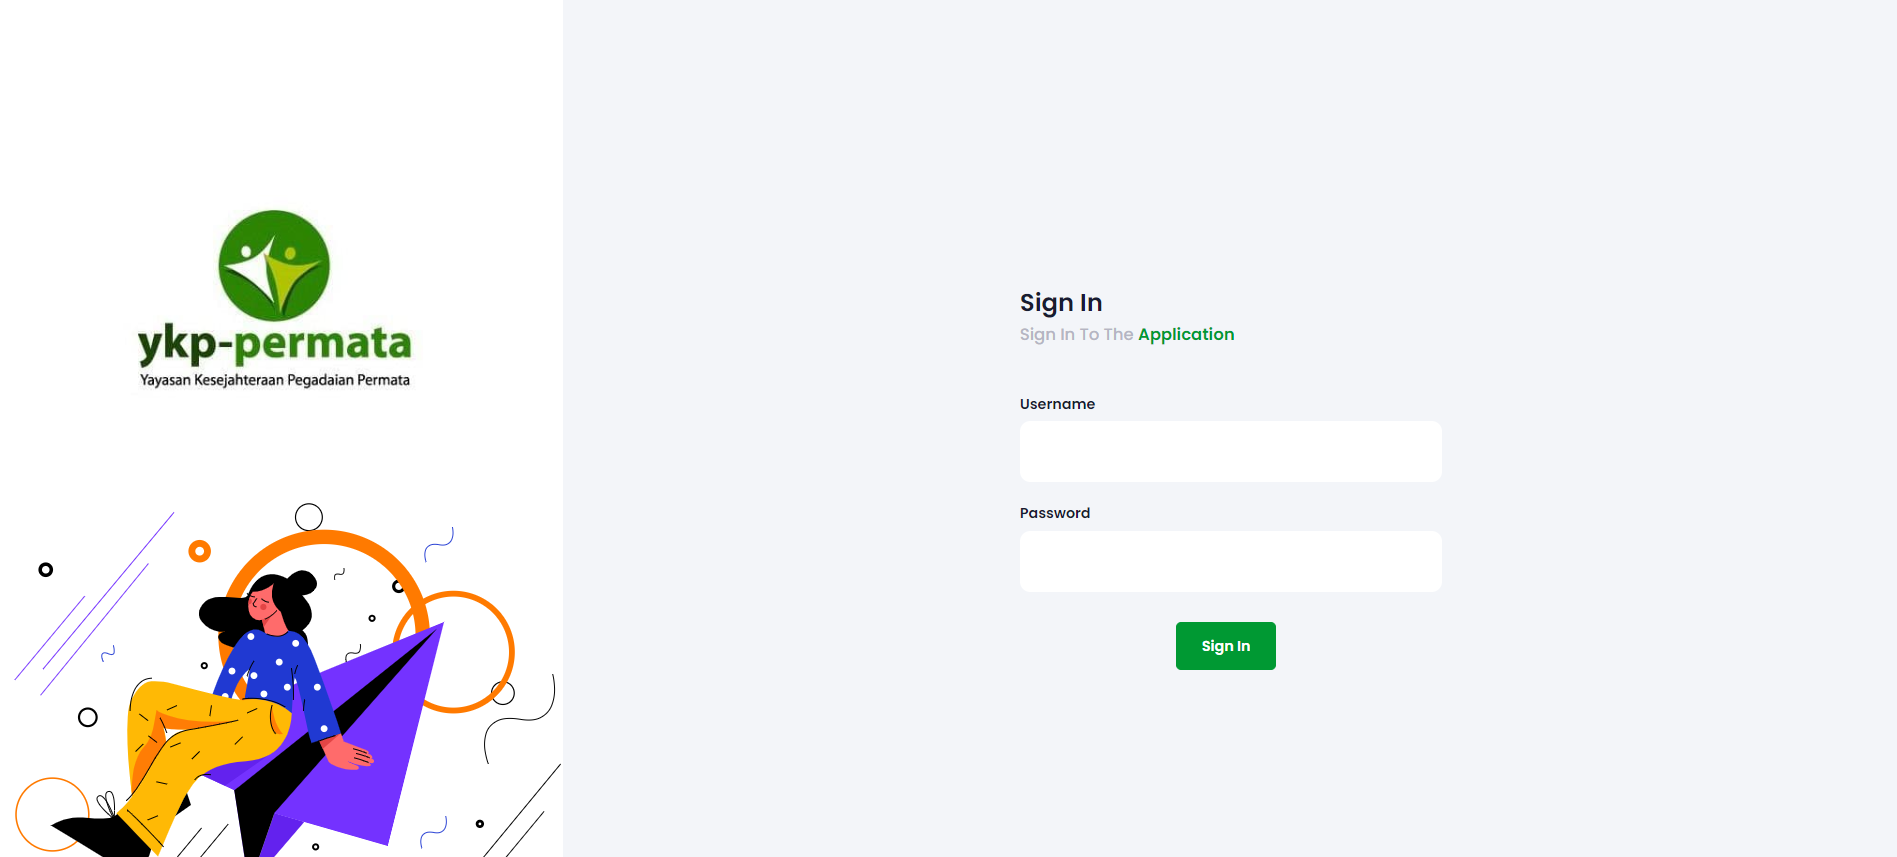 ykp-permata
Yayasan Kesejahteraan Pegadaian Permata
Sign In
Sign In To The Application
Username
Password
Sign In